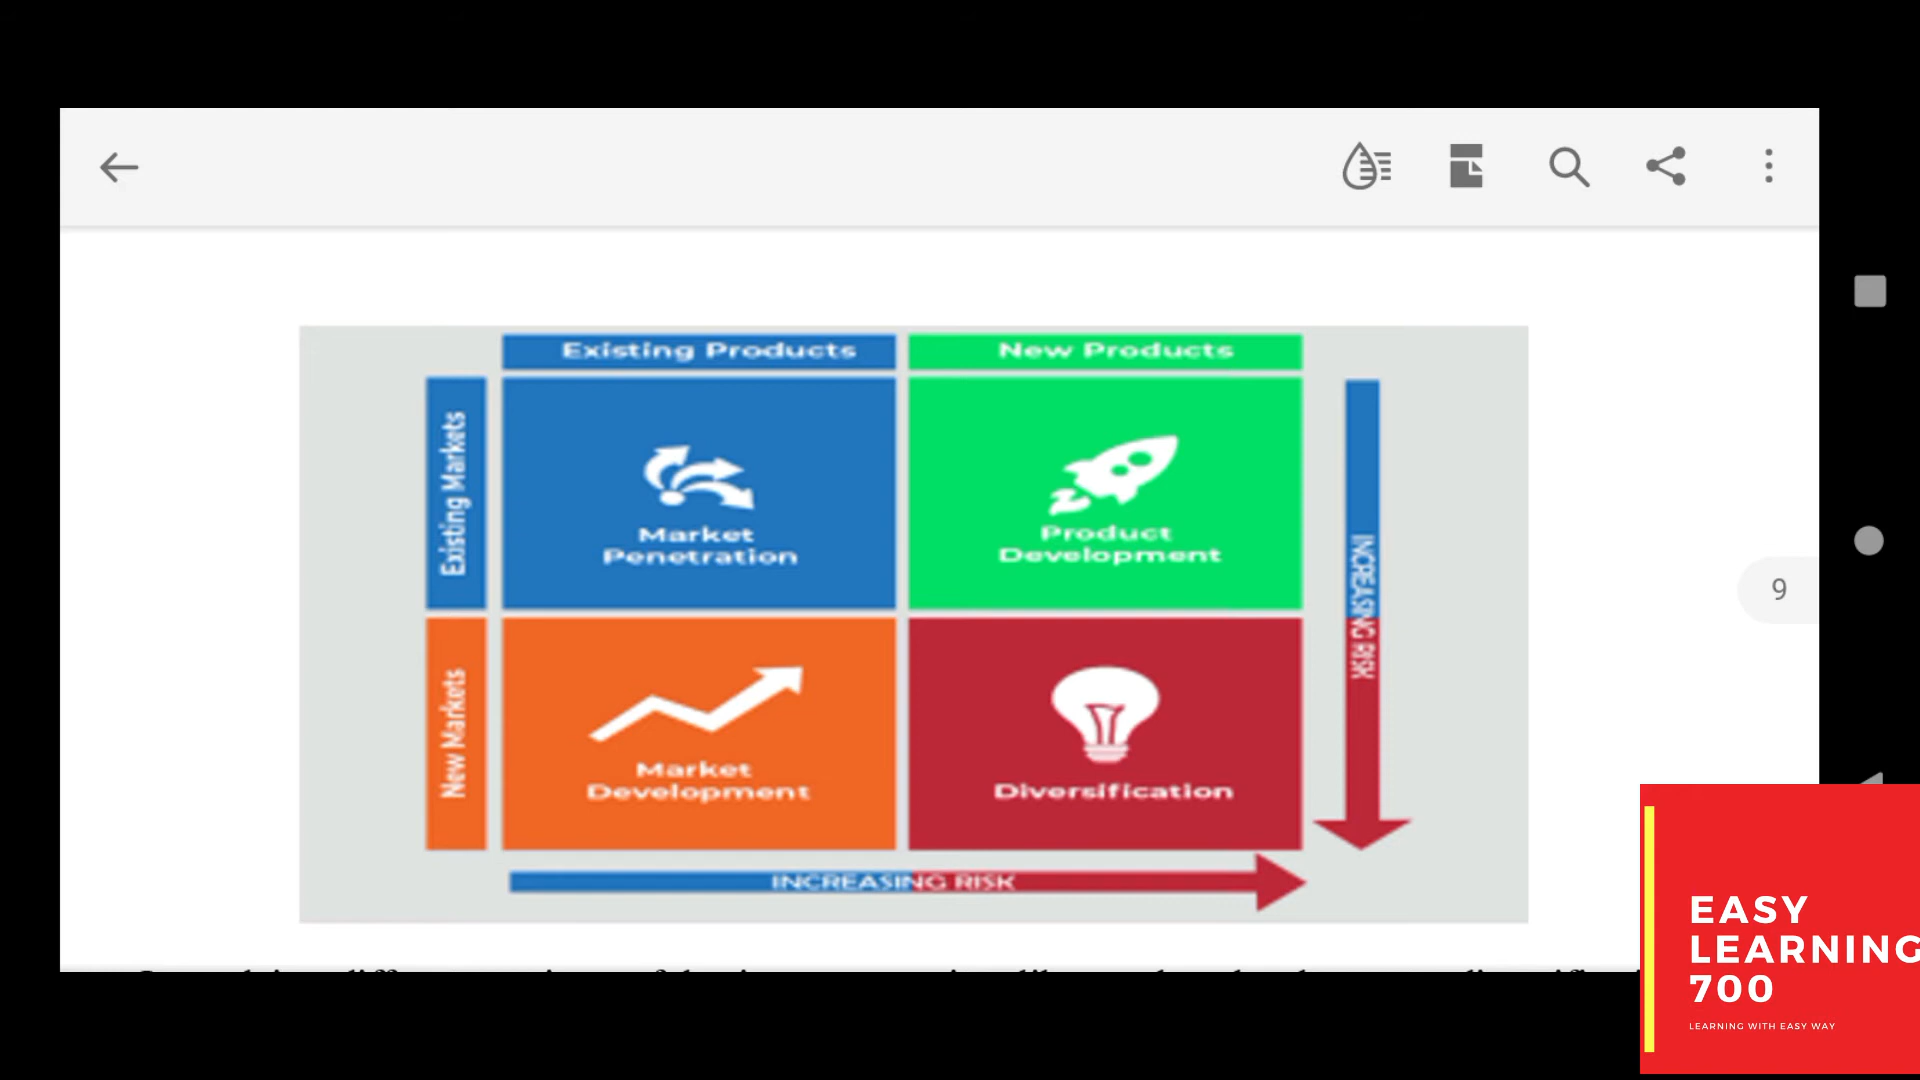 Existing Products
New Products
Existing Markets
Market
Penetration
Product
Development
INCREASING RISK
New Markets
Market
Development
Diversification
INCREASING RISK
9
EASY
LEARNING
700
LEARNING WITH EASY WAY